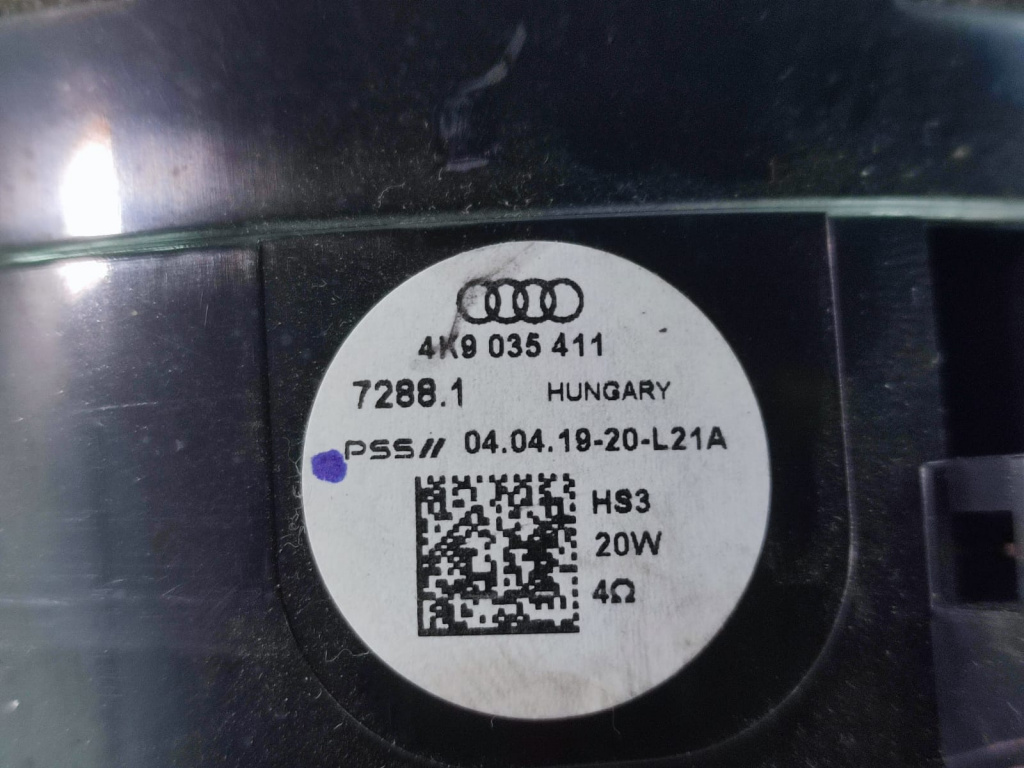 4K9 035 411
7288.1 HUNGARY
PSS// 04.04.19-20-L21A
HS3
20W
4Ω